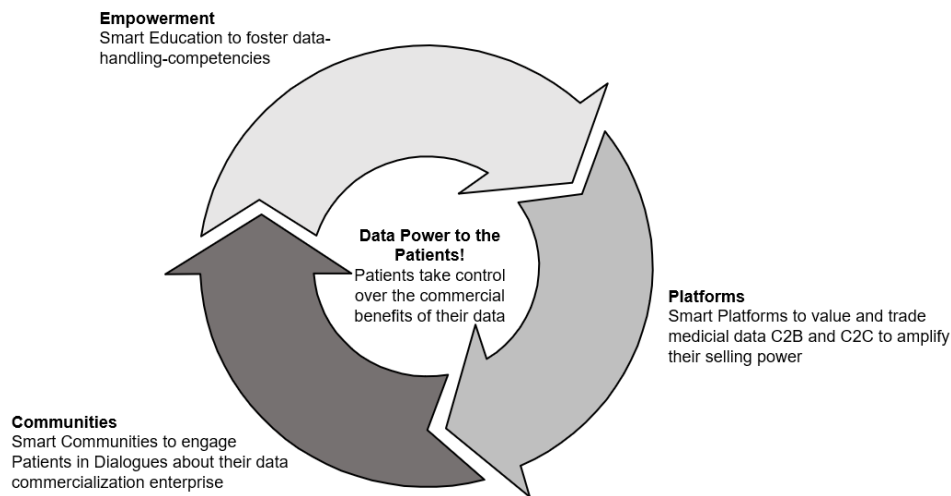 Empowerment
Smart Education to foster data-
handling-competencies
Data Power to the
Patients!
Patients take control
over the commercial
benefits of their data
Platforms
Smart Platforms to value and trade
medicial data C2B and C2C to amplify
their selling power
Communities
Smart Communities to engage
Patients in Dialogues about their data
commercialization enterprise